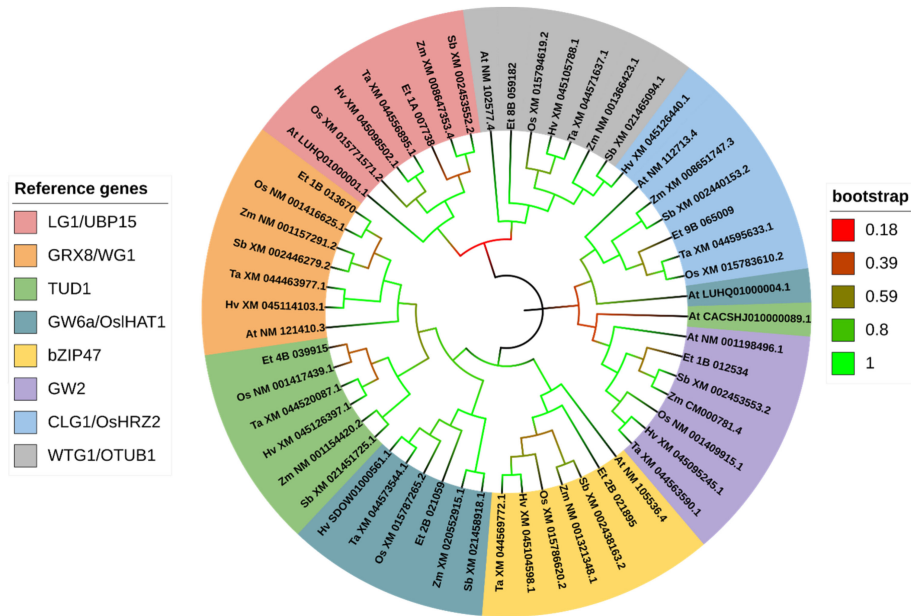 Reference genes
LG1/UBP15
GRX8/WG1
TUD1
GW6a/OslHAT1
bZIP47
GW2
CLG1/OsHRZ2
WTG1/OTUB1
bootstrap
0.18
0.39
0.59
0.8
1
At NM 102577.4
Et 8B 059182
Os XM 015794619.2
Hv XM 045105788.1
Ta XM 044571637.1
Zm NM 001366423.1
Sb XM 021465094.1
Hv XM 045126440.1
At NM 112713.4
Zm XM 008651747.3
Sb XM 002440153.2
Et 9B 065009
Ta XM 044595633.1
Os XM 015783610.2
At LUHQ01000004.1
At CACSHJ010000089.1
At NM 001198496.1
Et 1B 012534
Sb XM 002453553.2
Zm CM000781.4
Os NM 001409915.1
Hv XM 045095245.1
Ta XM 044563590.1
At NM 105536.4
Et 2B 021895
Sb XM 002438163.2
Zm NM 001321348.1
Os XM 015786620.2
Hv XM 045104598.1
Ta XM 044569772.1
Sb XM 021458918.1
Zm XM 020552915.1
Et 2B 021059
Os XM 015787265.2
Ta XM 044573544.1
Hv SDOW01000561.1
Sb XM 021451725.1
Zm NM 001154420.2
Hv XM 045126397.1
Ta XM 044520087.1
Os NM 001417439.1
Et 4B 039915
At NM 121410.3
Hv XM 045114103.1
Ta XM 044463977.1
Sb XM 002446279.2
Zm NM 001157291.2
Os NM 001416625.1
Et 1B 013670
At LUHQ01000001.1
Os XM 015771571.2
Hv XM 045098502.1
Ta XM 044556895.1
Et 1A 007738
Zm XM 008647353.4
Sb XM 002453552.2